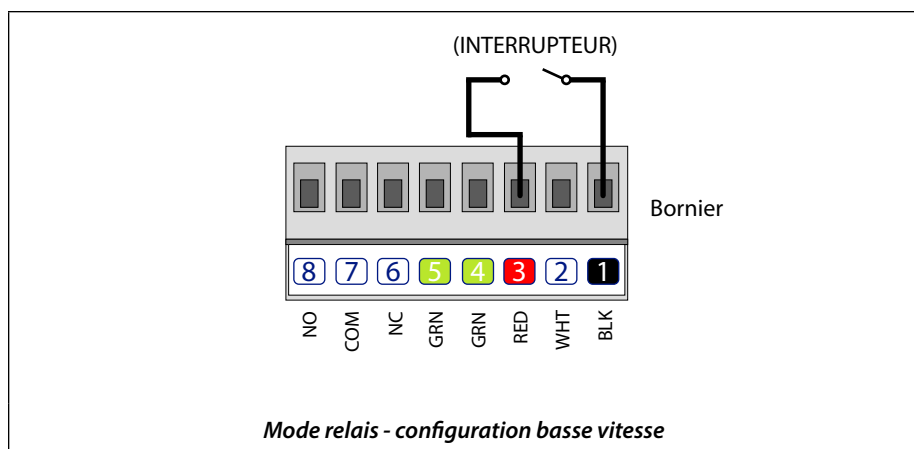 (INTERRUPTEUR)
Bornier
8 7 6 5 4 3 2 1
NO COM NC GRN GRN RED WHT BLK
Mode relais - configuration basse vitesse